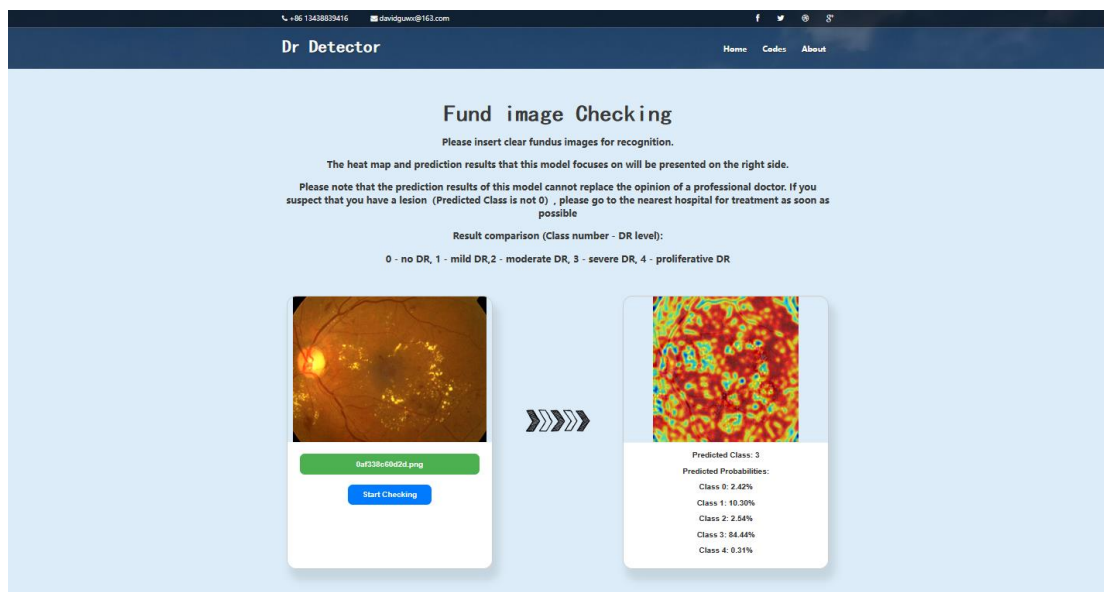 +86 13438839416 davidguwx@163.com
Dr Detector
Home Codes About
Fund image Checking
Please insert clear fundus images for recognition.
The heat map and prediction results that this model focuses on will be presented on the right side.
Please note that the prediction results of this model cannot replace the opinion of a professional doctor. If you
suspect that you have a lesion (Predicted Class is not 0) , please go to the nearest hospital for treatment as soon as
possible
Result comparison (Class number - DR level):
0 - no DR, 1 - mild DR,2 - moderate DR, 3 - severe DR, 4 - proliferative DR
0af338c60d2d.png
Start Checking
Predicted Class: 3
Predicted Probabilities:
Class 0: 2.42%
Class 1: 10.30%
Class 2: 2.54%
Class 3: 84.44%
Class 4: 0.31%